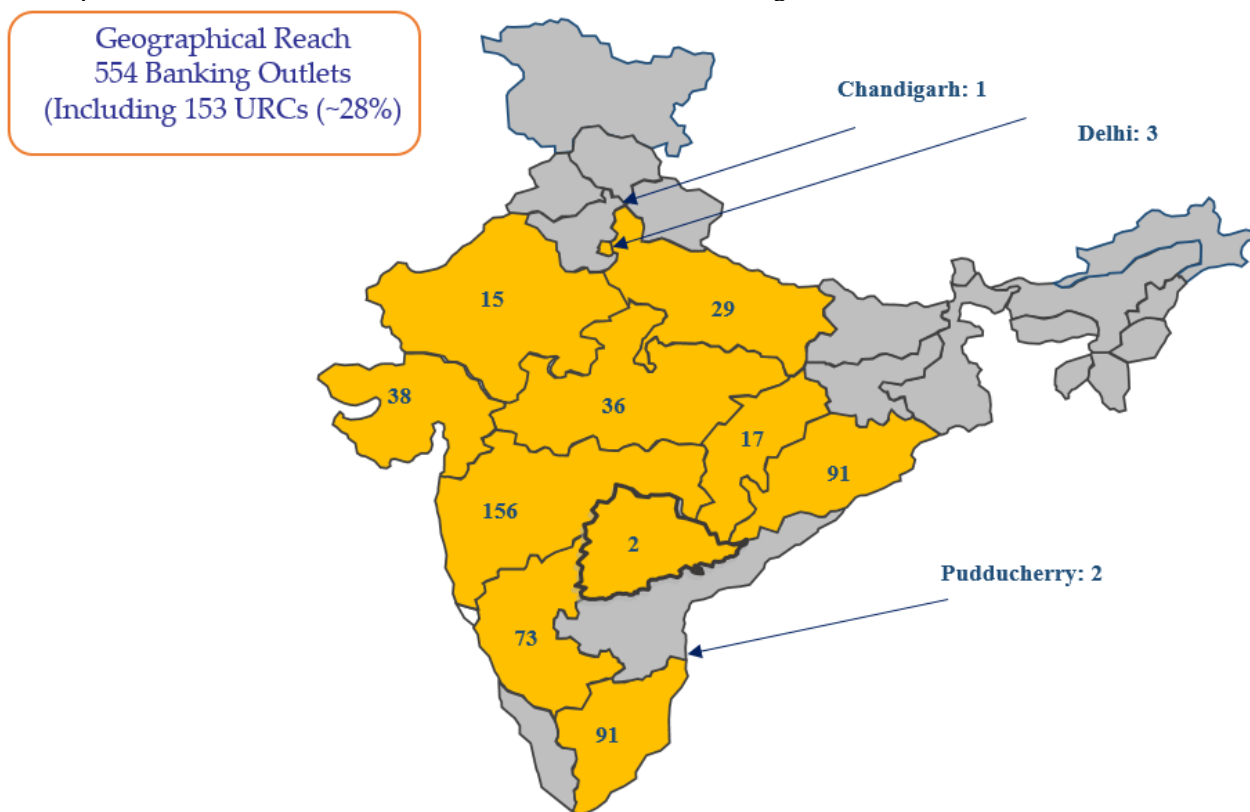 Geographical Reach
554 Banking Outlets
(Including 153 URCs (~28%)
Chandigarh: 1
Delhi: 3
15
29
38
36
17
91
156
2
Pudducherry: 2
73
91